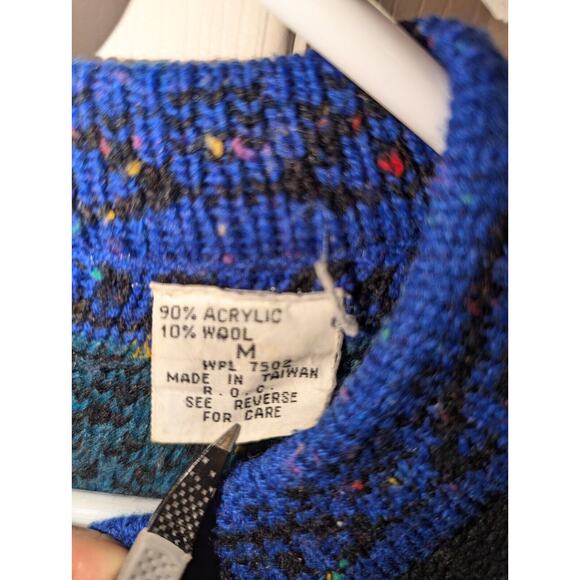 90% ACRYLIC
10% WOOL
M
WPL 7502
MADE IN TAIWAN
R.O.C.
SEE REVERSE
FOR CARE